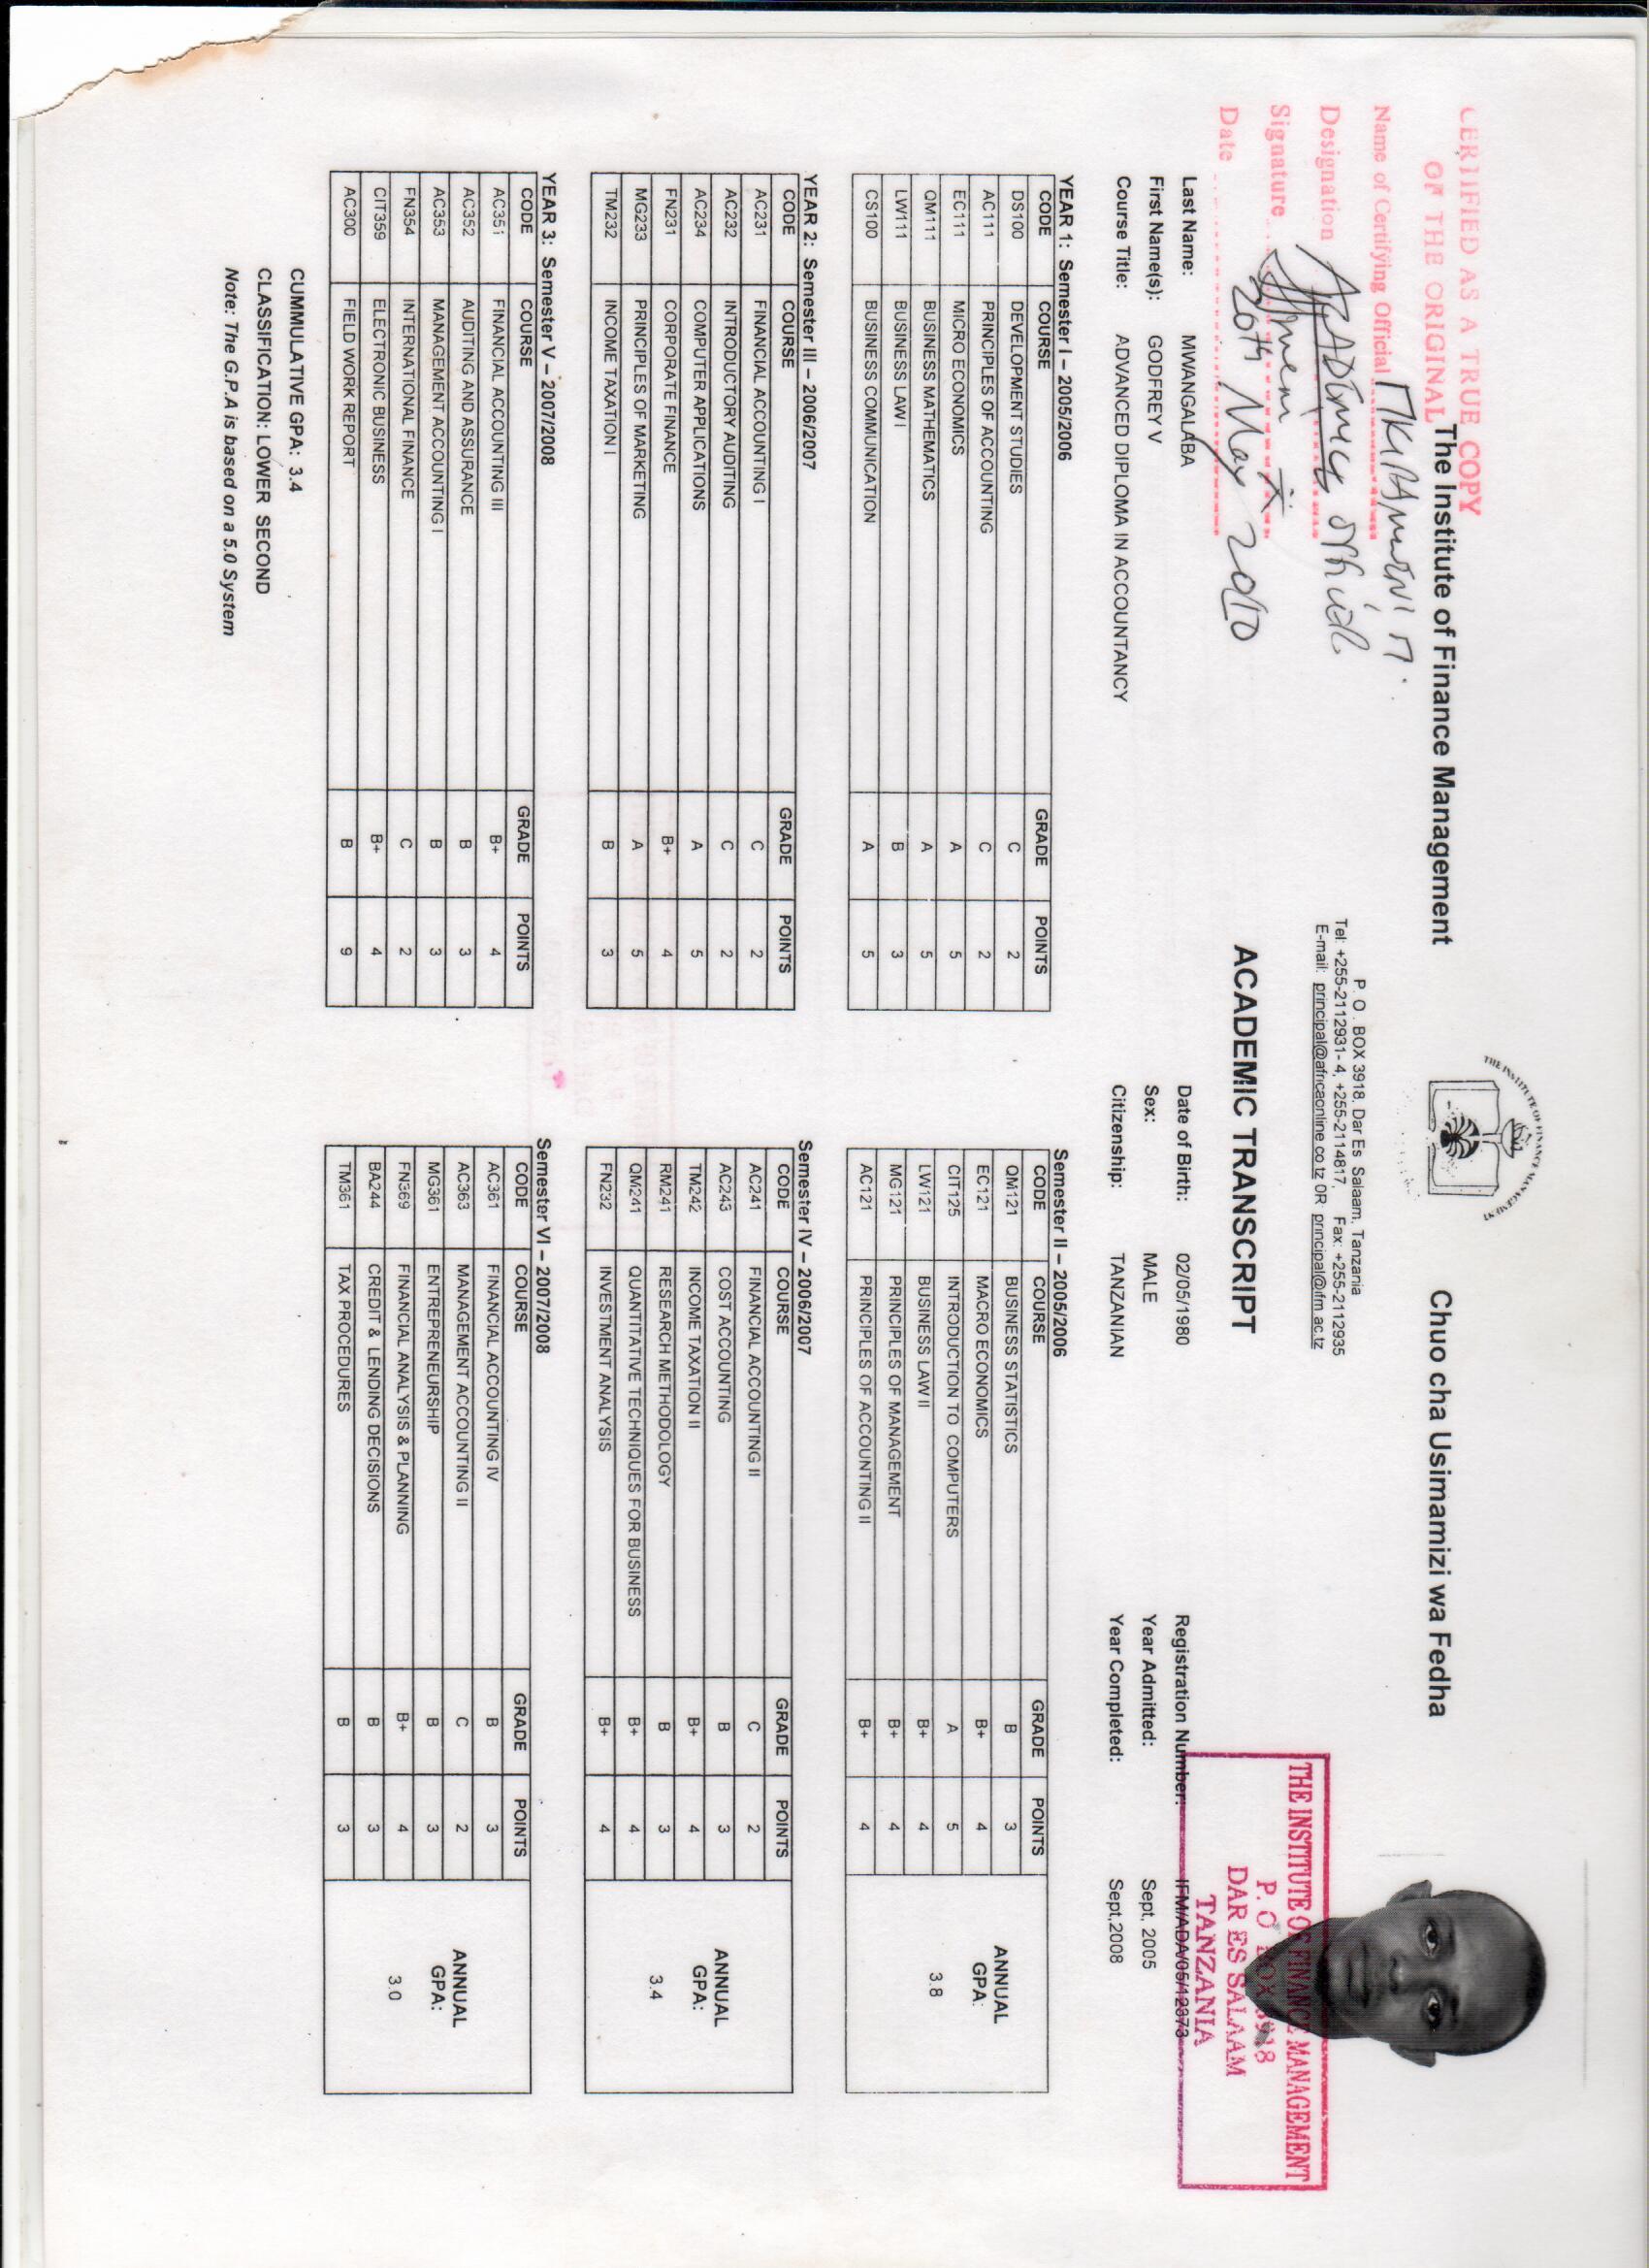 CERTIFIED AS A TRUE COPY
OF THE ORIGINAL
Name of Certifying Official
Designation
Signature
Date 20th May 2010
The Institute of Finance Management
THE INSTITUTE OF FINANCE MANAGEMENT
Chuo cha Usimamizi wa Fedha
P. O. BOX 3918. Dar Es Salaam, Tanzania
Tel: +255-2112931-4, +255-2114817, Fax: +255-2112935
E-mail: principal@africaonline.co.tz OR principal@ifm.ac.tz
ACADEMIC TRANSCRIPT
THE INSTITUTE OF FINANCE MANAGEMENT
P. O BOX 3918
DAR ES SALAAM
TANZANIA
Last Name: MWANGALABA Date of Birth: 02/05/1980 Registration Number: IFM/ADA/05/12373
First Name(s): GODFREY V Sex: MALE Year Admitted: Sept, 2005
Course Title: ADVANCED DIPLOMA IN ACCOUNTANCY Citizenship: TANZANIAN Year Completed: Sept,2008
YEAR 1: Semester I – 2005/2006
CODE COURSE GRADE POINTS
DS100 DEVELOPMENT STUDIES C 2
AC111 PRINCIPLES OF ACCOUNTING C 2
EC111 MICRO ECONOMICS A 5
QM111 BUSINESS MATHEMATICS A 5
LW111 BUSINESS LAW I B 3
CS100 BUSINESS COMMUNICATION A 5
Semester II – 2005/2006
CODE COURSE GRADE POINTS
QM121 BUSINESS STATISTICS B 3
EC121 MACRO ECONOMICS B+ 4
CIT125 INTRODUCTION TO COMPUTERS A 5
LW121 BUSINESS LAW II B+ 4
MG121 PRINCIPLES OF MANAGEMENT B+ 4
AC121 PRINCIPLES OF ACCOUNTING II B+ 4
ANNUAL
GPA:
3.8
YEAR 2: Semester III – 2006/2007
CODE COURSE GRADE POINTS
AC231 FINANCIAL ACCOUNTING I C 2
AC232 INTRODUCTORY AUDITING C 2
AC234 COMPUTER APPLICATIONS A 5
FN231 CORPORATE FINANCE B+ 4
MG233 PRINCIPLES OF MARKETING A 5
TM232 INCOME TAXATION I B 3
Semester IV – 2006/2007
CODE COURSE GRADE POINTS
AC241 FINANCIAL ACCOUNTING II C 2
AC243 COST ACCOUNTING B 3
TM242 INCOME TAXATION II B+ 4
RM241 RESEARCH METHODOLOGY B 3
QM241 QUANTITATIVE TECHNIQUES FOR BUSINESS B+ 4
FN232 INVESTMENT ANALYSIS B+ 4
ANNUAL
GPA:
3.4
YEAR 3: Semester V – 2007/2008
CODE COURSE GRADE POINTS
AC351 FINANCIAL ACCOUNTING III B+ 4
AC352 AUDITING AND ASSURANCE B 3
AC353 MANAGEMENT ACCOUNTING I B 3
FN354 INTERNATIONAL FINANCE C 2
CIT359 ELECTRONIC BUSINESS B+ 4
AC300 FIELD WORK REPORT B 9
Semester VI – 2007/2008
CODE COURSE GRADE POINTS
AC361 FINANCIAL ACCOUNTING IV B 3
AC363 MANAGEMENT ACCOUNTING II C 2
MG361 ENTREPRENEURSHIP B 3
FN369 FINANCIAL ANALYSIS & PLANNING B+ 4
BA244 CREDIT & LENDING DECISIONS B 3
TM361 TAX PROCEDURES B 3
ANNUAL
GPA:
3.0
CUMMULATIVE GPA: 3.4
CLASSIFICATION: LOWER SECOND
Note: The G.P.A is based on a 5.0 System